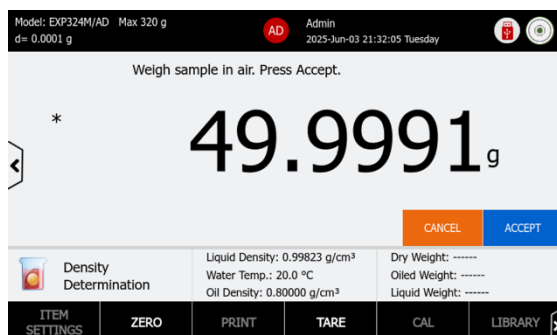 Model: EXP324M/AD Max 320 g
d= 0.0001 g
AD
Admin
2025-Jun-03 21:32:05 Tuesday
Weigh sample in air. Press Accept.
*
49.9991 g
CANCEL
ACCEPT
Density
Determination
Liquid Density: 0.99823 g/cm³
Water Temp.: 20.0 °C
Oil Density: 0.80000 g/cm³
Dry Weight: ------
Oiled Weight: ------
Liquid Weight: ------
ITEM
SETTINGS
ZERO
PRINT
TARE
CAL
LIBRARY